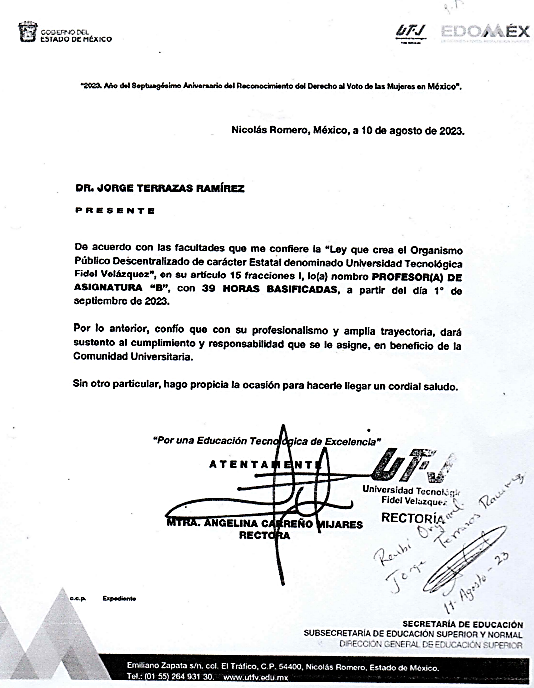 GOBIERNO DEL
ESTADO DE MÉXICO
UTFV
EDOMÉX
"2023. Año del Septuagésimo Aniversario del Reconocimiento del Derecho al Voto de las Mujeres en México".
Nicolás Romero, México, a 10 de agosto de 2023.
DR. JORGE TERRAZAS RAMÍREZ
P R E S E N T E
De acuerdo con las facultades que me confiere la "Ley que crea el Organismo
Público Descentralizado de carácter Estatal denominado Universidad Tecnológica
Fidel Velázquez", en su artículo 15 fracciones I, lo(a) nombro PROFESOR(A) DE
ASIGNATURA "B", con 39 HORAS BASIFICADAS, a partir del día 1° de
septiembre de 2023.
Por lo anterior, confío que con su profesionalismo y amplia trayectoria, dará
sustento al cumplimiento y responsabilidad que se le asigne, en beneficio de la
Comunidad Universitaria.
Sin otro particular, hago propicia la ocasión para hacerle llegar un cordial saludo.
"Por una Educación Tecnológica de Excelencia"
A T E N T A M E N T E
MTRA. ANGELINA CARREÑO MIJARES
RECTORA
UTFV
Universidad Tecnológi
Fidel Velazquez
RECTORÍA
Recibí Original
Jorge Terrazas Ramírez
Agosto - 23
c.c.p. Expediente
SECRETARÍA DE EDUCACIÓN
SUBSECRETARÍA DE EDUCACIÓN SUPERIOR Y NORMAL
DIRECCIÓN GENERAL DE EDUCACIÓN SUPERIOR
Emiliano Zapata s/n, col. El Tráfico, C.P. 54400, Nicolás Romero, Estado de México.
Tel.: (01 55) 264 931 30. www.utfv.edu.mx